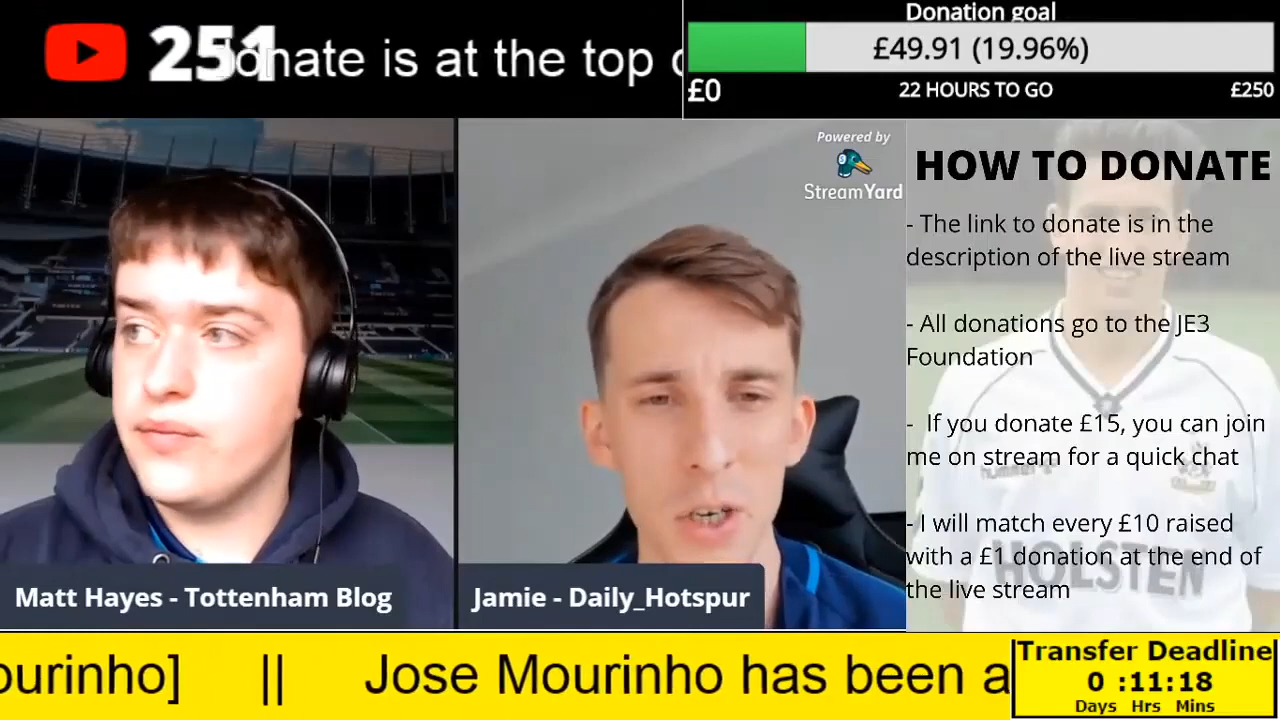 251
onate is at the top
Donation goal
£49.91 (19.96%)
£0 22 HOURS TO GO £250
Powered by
StreamYard
HOW TO DONATE
- The link to donate is in the
description of the live stream
- All donations go to the JE3
Foundation
- If you donate £15, you can join
me on stream for a quick chat
- I will match every £10 raised
with a £1 donation at the end of
the live stream
hummel
HOLSTEN
Matt Hayes - Tottenham Blog
Jamie - Daily_Hotspur
ourinho] || Jose Mourinho has been a
Transfer Deadline
0 :11:18
Days Hrs Mins